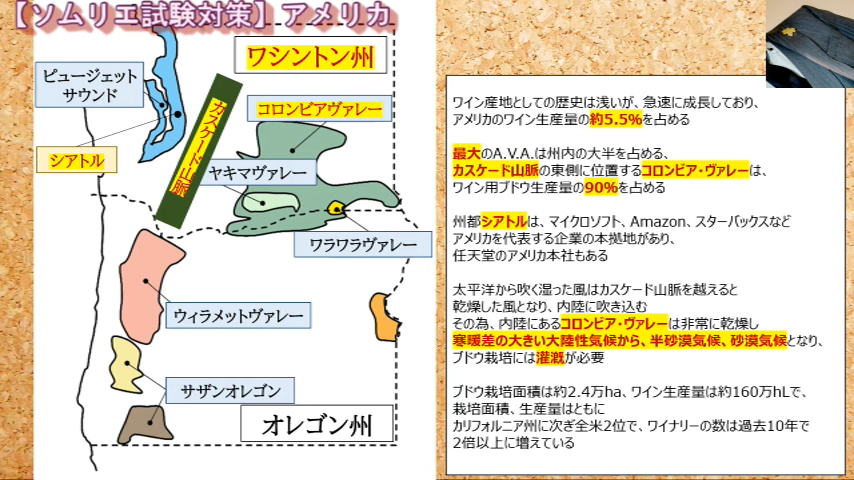 【ソムリエ試験対策】アメリカ
ワシントン州
ピュージェット
サウンド
シアトル
カスケード山脈
コロンビアヴァレー
ヤキマヴァレー
ワラワラヴァレー
ウィラメットヴァレー
サザンオレゴン
オレゴン州
ワイン産地としての歴史は浅いが、急速に成長しており、
アメリカのワイン生産量の約5.5%を占める
最大のA.V.A.は州内の大半を占める、
カスケード山脈の東側に位置するコロンビア・ヴァレーは、
ワイン用ブドウ生産量の90%を占める
州都シアトルは、マイクロソフト、Amazon、スターバックスなど
アメリカを代表する企業の本拠地があり、
任天堂のアメリカ本社もある
太平洋から吹く湿った風はカスケード山脈を越えると
乾燥した風となり、内陸に吹き込む
その為、内陸にあるコロンビア・ヴァレーは非常に乾燥し
寒暖差の大きい大陸性気候から、半砂漠気候、砂漠気候となり、
ブドウ栽培には灌漑が必要
ブドウ栽培面積は約2.4万ha、ワイン生産量は約160万hLで、
栽培面積、生産量はともに
カリフォルニア州に次ぎ全米2位で、ワイナリーの数は過去10年で
2倍以上に増えている